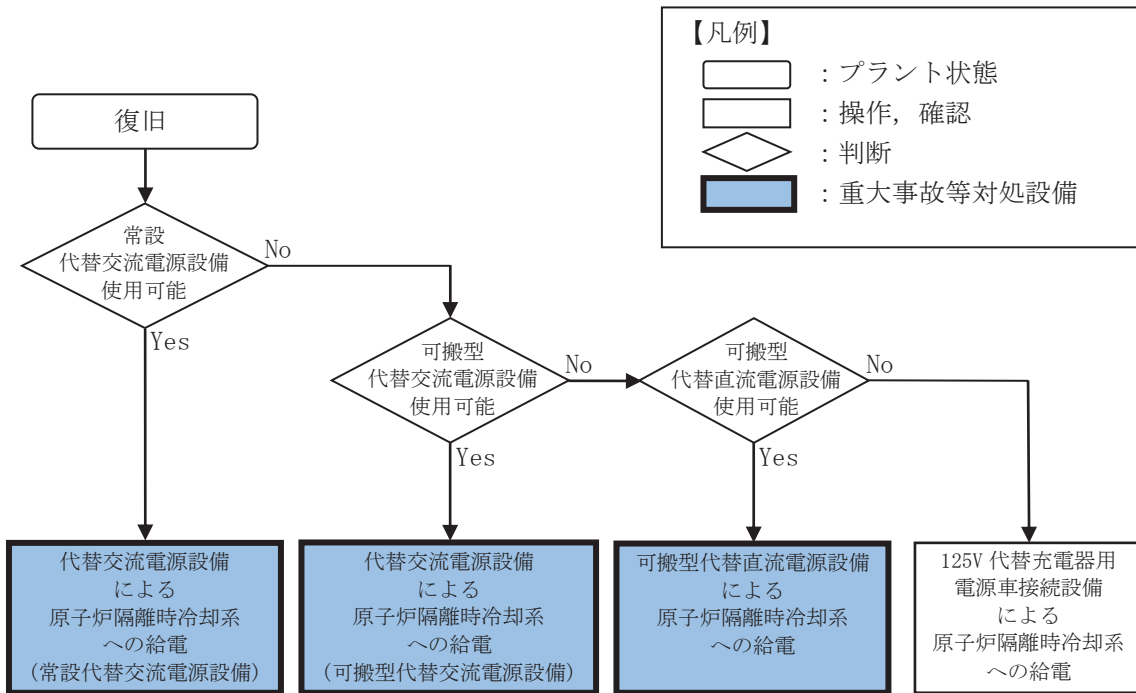 【凡例】
：プラント状態
：操作，確認
：判断
：重大事故等対処設備
復旧
常設
代替交流電源設備
使用可能
No
Yes
可搬型
代替交流電源設備
使用可能
No
Yes
可搬型
代替直流電源設備
使用可能
No
Yes
代替交流電源設備
による
原子炉隔離時冷却系
への給電
(常設代替交流電源設備)
代替交流電源設備
による
原子炉隔離時冷却系
への給電
(可搬型代替交流電源設備)
可搬型代替直流電源設備
による
原子炉隔離時冷却系
への給電
125V 代替充電器用
電源車接続設備
による
原子炉隔離時冷却系
への給電